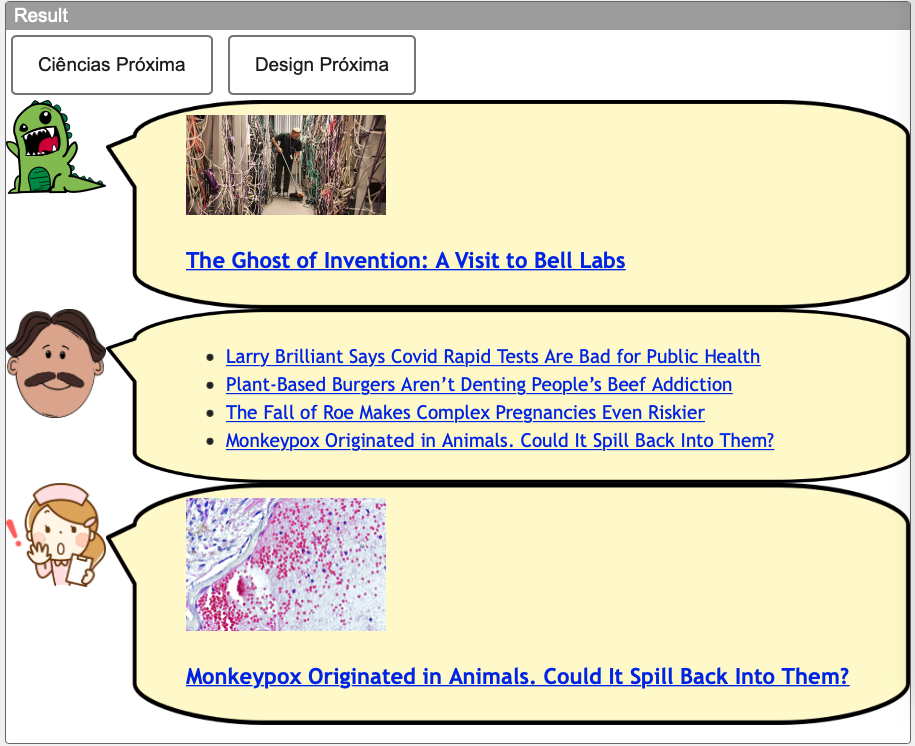 Result
Ciências Próxima
Design Próxima
The Ghost of Invention: A Visit to Bell Labs
Larry Brilliant Says Covid Rapid Tests Are Bad for Public Health
Plant-Based Burgers Aren’t Denting People’s Beef Addiction
The Fall of Roe Makes Complex Pregnancies Even Riskier
Monkeypox Originated in Animals. Could It Spill Back Into Them?
Monkeypox Originated in Animals. Could It Spill Back Into Them?